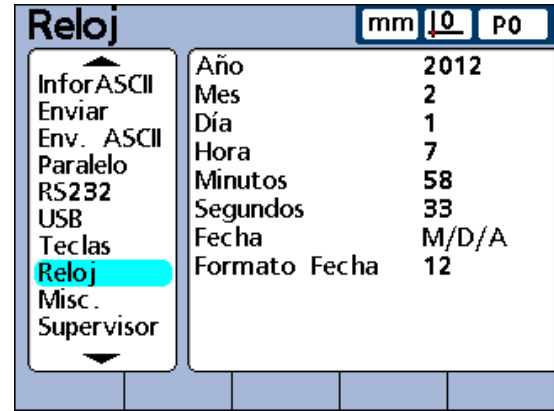 Reloj
mm 0 P0
InforASCII
Enviar
Env. ASCII
Paralelo
RS232
USB
Teclas
Reloj
Misc.
Supervisor
Año 2012
Mes 2
Día 1
Hora 7
Minutos 58
Segundos 33
Fecha M/D/A
Formato Fecha 12